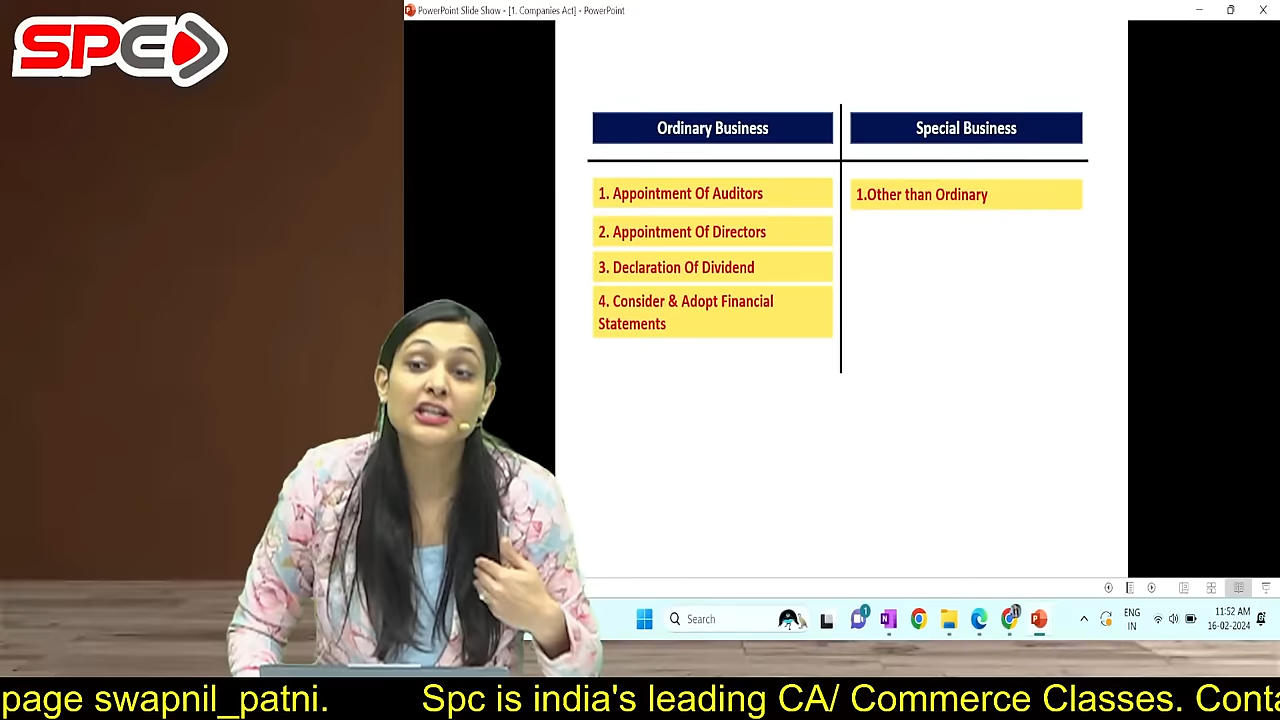 SPC
PowerPoint Slide Show - [1. Companies Act] - PowerPoint
Ordinary Business
Special Business
1. Appointment Of Auditors
1.Other than Ordinary
2. Appointment Of Directors
3. Declaration Of Dividend
4. Consider & Adopt Financial
Statements
Search
1
ENG
IN
11:52 AM
16-02-2024
page swapnil_patni.
Spc is india's leading CA/ Commerce Classes. Conta